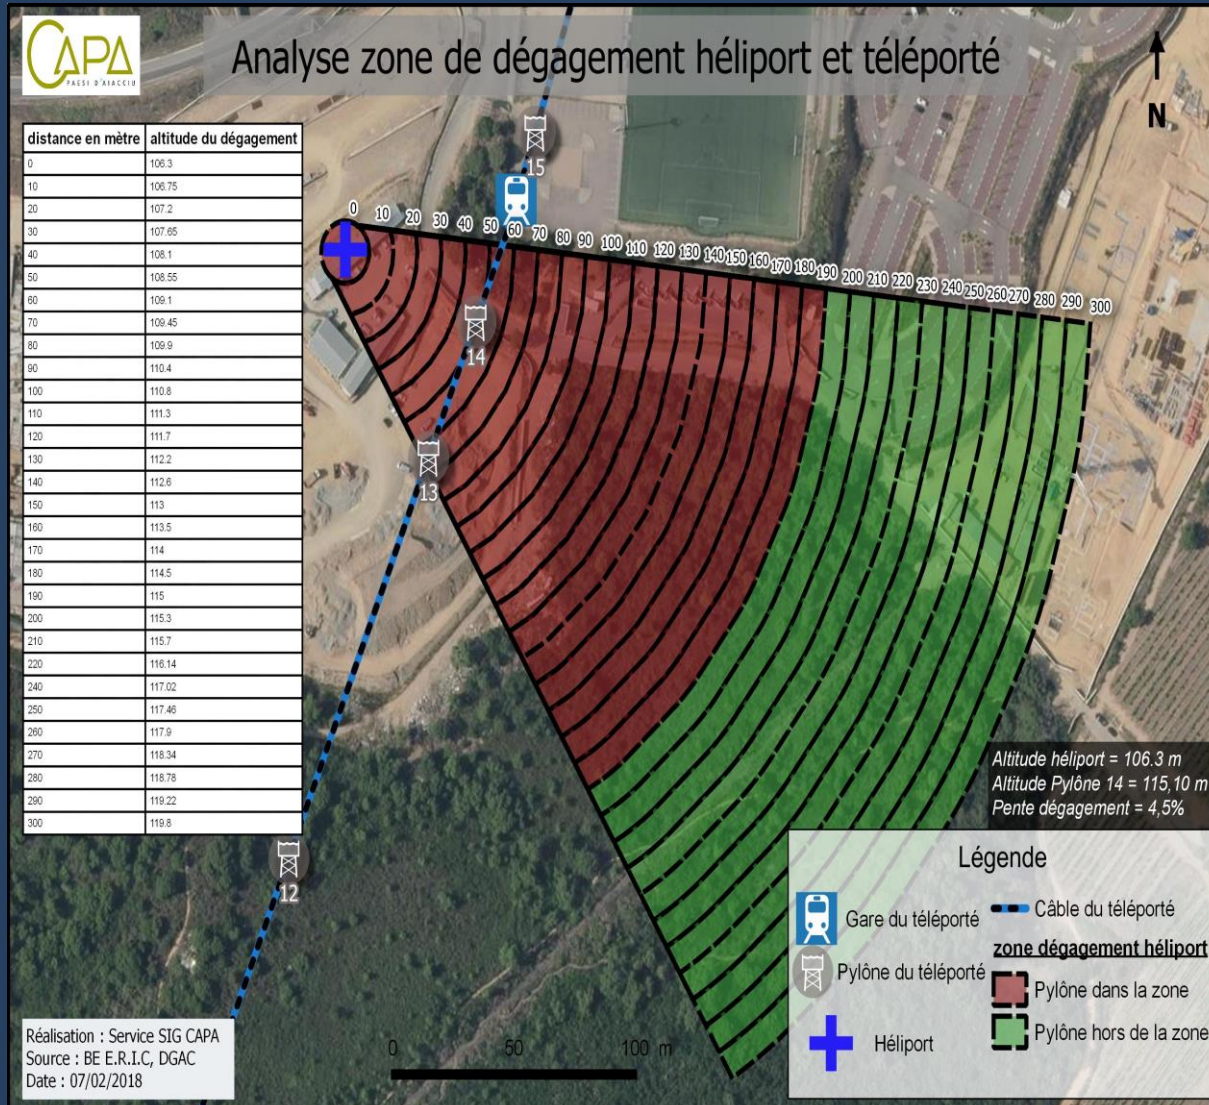 CAPA
PAESI D'AIACCIU
Analyse zone de dégagement héliport et téléporté
N
distance en mètre altitude du dégagement
0 106.3
10 106.75
20 107.2
30 107.65
40 108.1
50 108.55
60 109.1
70 109.45
80 109.9
90 110.4
100 110.8
110 111.3
120 111.7
130 112.2
140 112.6
150 113
160 113.5
170 114
180 114.5
190 115
200 115.3
210 115.7
220 116.14
240 117.02
250 117.46
260 117.9
270 118.34
280 118.78
290 119.22
300 119.8
15
0 10 20 30 40 50 60 70 80 90 100 110 120 130 140 150 160 170 180 190 200 210 220 230 240 250 260 270 280 290 300
14
13
12
Altitude héliport = 106.3 m
Altitude Pylône 14 = 115,10 m
Pente dégagement = 4,5%
Légende
Gare du téléporté
Pylône du téléporté
Héliport
Câble du téléporté
zone dégagement héliport
Pylône dans la zone
Pylône hors de la zone
Réalisation : Service SIG CAPA
Source : BE E.R.I.C, DGAC
Date : 07/02/2018
0 50 100 m